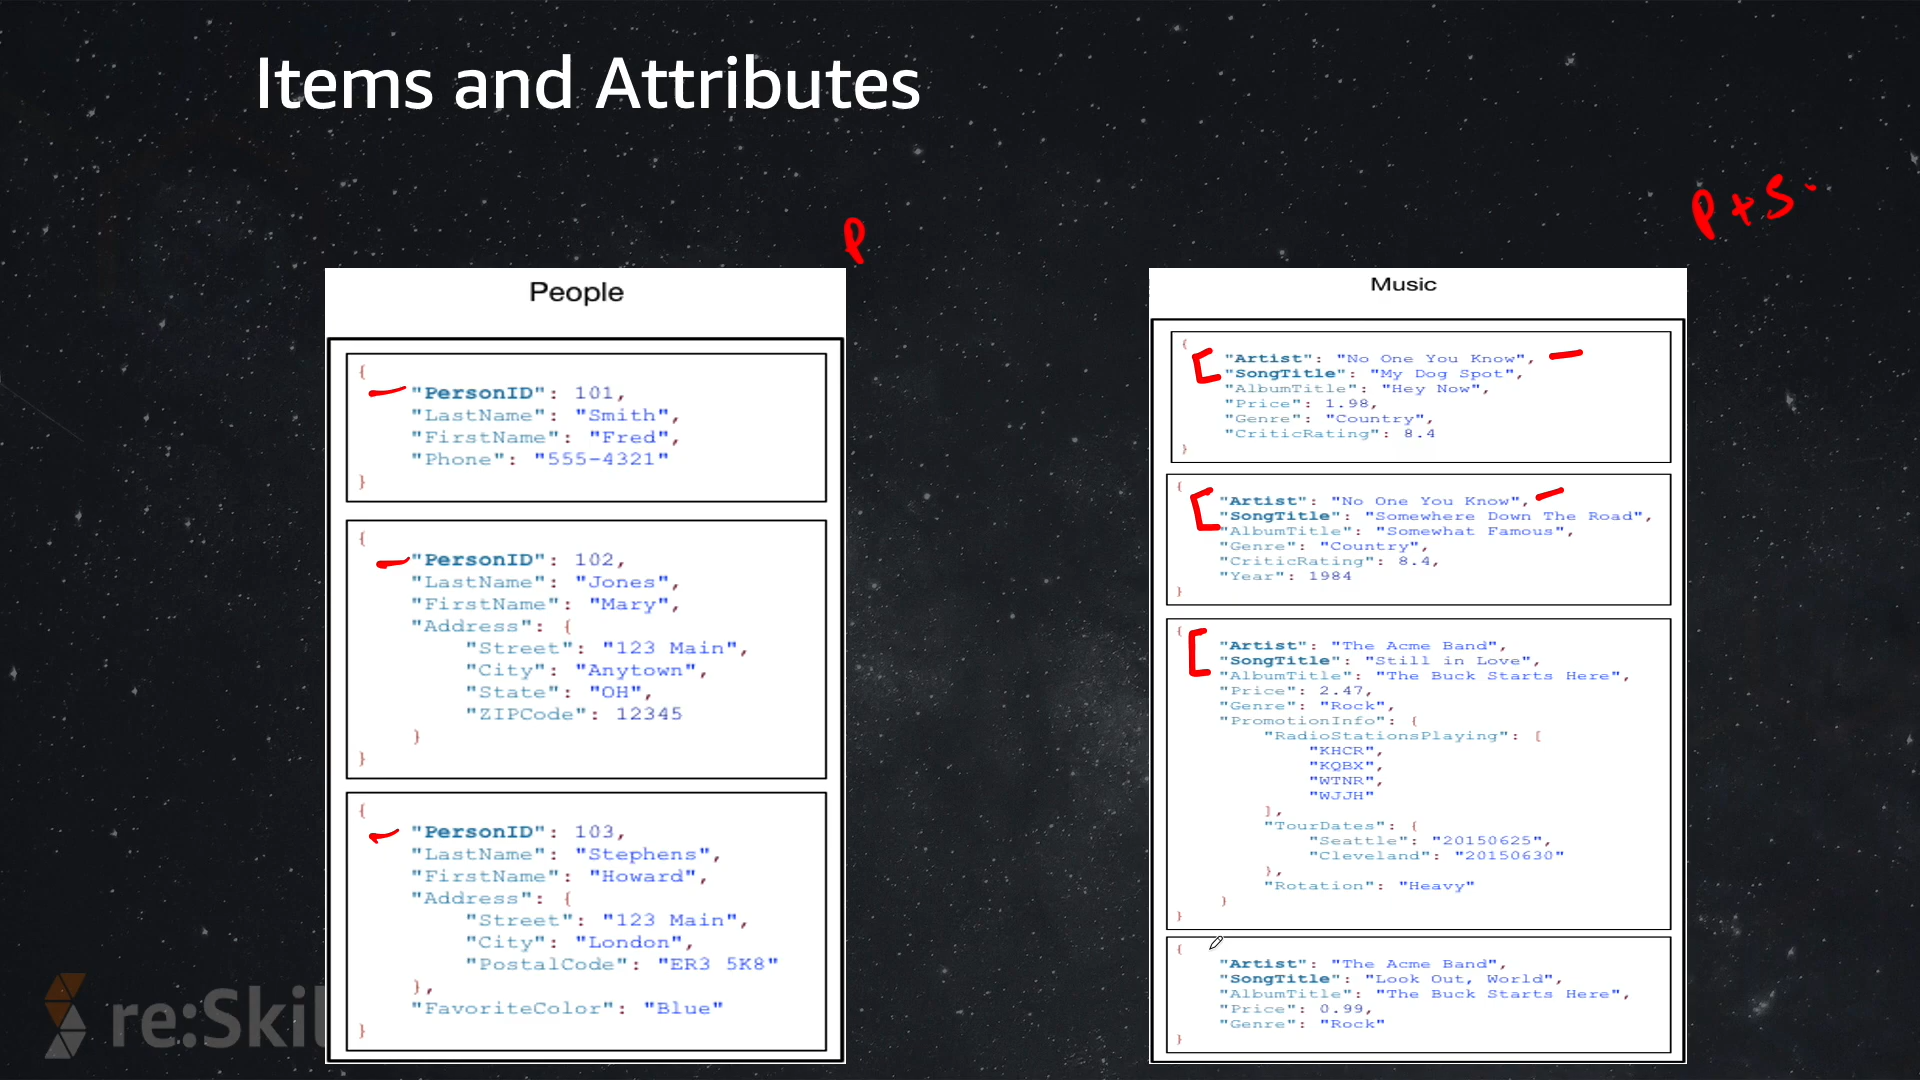 Items and Attributes
P
P+S.
People
{
"PersonID": 101,
"LastName": "Smith",
"FirstName": "Fred",
"Phone": "555-4321"
}
{
"PersonID": 102,
"LastName": "Jones",
"FirstName": "Mary",
"Address": {
"Street": "123 Main",
"City": "Anytown",
"State": "OH",
"ZIPCode": 12345
}
}
{
"PersonID": 103,
"LastName": "Stephens",
"FirstName": "Howard",
"Address": {
"Street": "123 Main",
"City": "London",
"PostalCode": "ER3 5K8"
},
"FavoriteColor": "Blue"
}
Music
{
"Artist": "No One You Know",
"SongTitle": "My Dog Spot",
"AlbumTitle": "Hey Now",
"Price": 1.98,
"Genre": "Country",
"CriticRating": 8.4
}
{
"Artist": "No One You Know",
"SongTitle": "Somewhere Down The Road",
"AlbumTitle": "Somewhat Famous",
"Genre": "Country",
"CriticRating": 8.4,
"Year": 1984
}
{
"Artist": "The Acme Band",
"SongTitle": "Still in Love",
"AlbumTitle": "The Buck Starts Here",
"Price": 2.47,
"Genre": "Rock",
"PromotionInfo": {
"RadioStationsPlaying": [
"KHCR",
"KQBX",
"WTNR",
"WJJH"
],
"TourDates": {
"Seattle": "20150625",
"Cleveland": "20150630"
},
"Rotation": "Heavy"
}
}
{
"Artist": "The Acme Band",
"SongTitle": "Look Out, World",
"AlbumTitle": "The Buck Starts Here",
"Price": 0.99,
"Genre": "Rock"
}
re:Skil